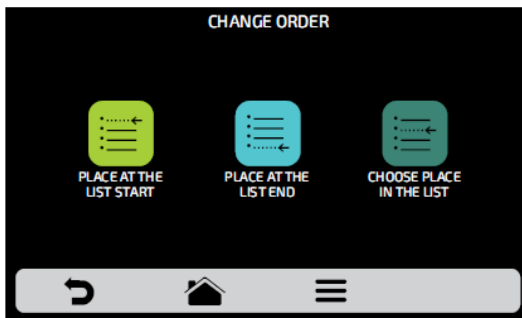 CHANGE ORDER
PLACE AT THE
LIST START
PLACE AT THE
LIST END
CHOOSE PLACE
IN THE LIST